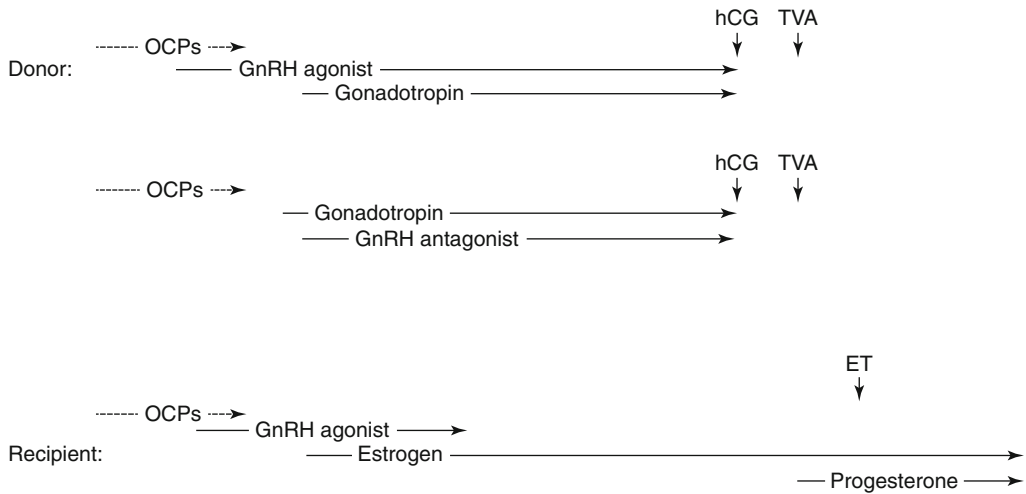 hCG TVA
OCPs
Donor: GnRH agonist
Gonadotropin
hCG TVA
OCPs
Gonadotropin
GnRH antagonist
ET
OCPs
GnRH agonist
Recipient: Estrogen
Progesterone